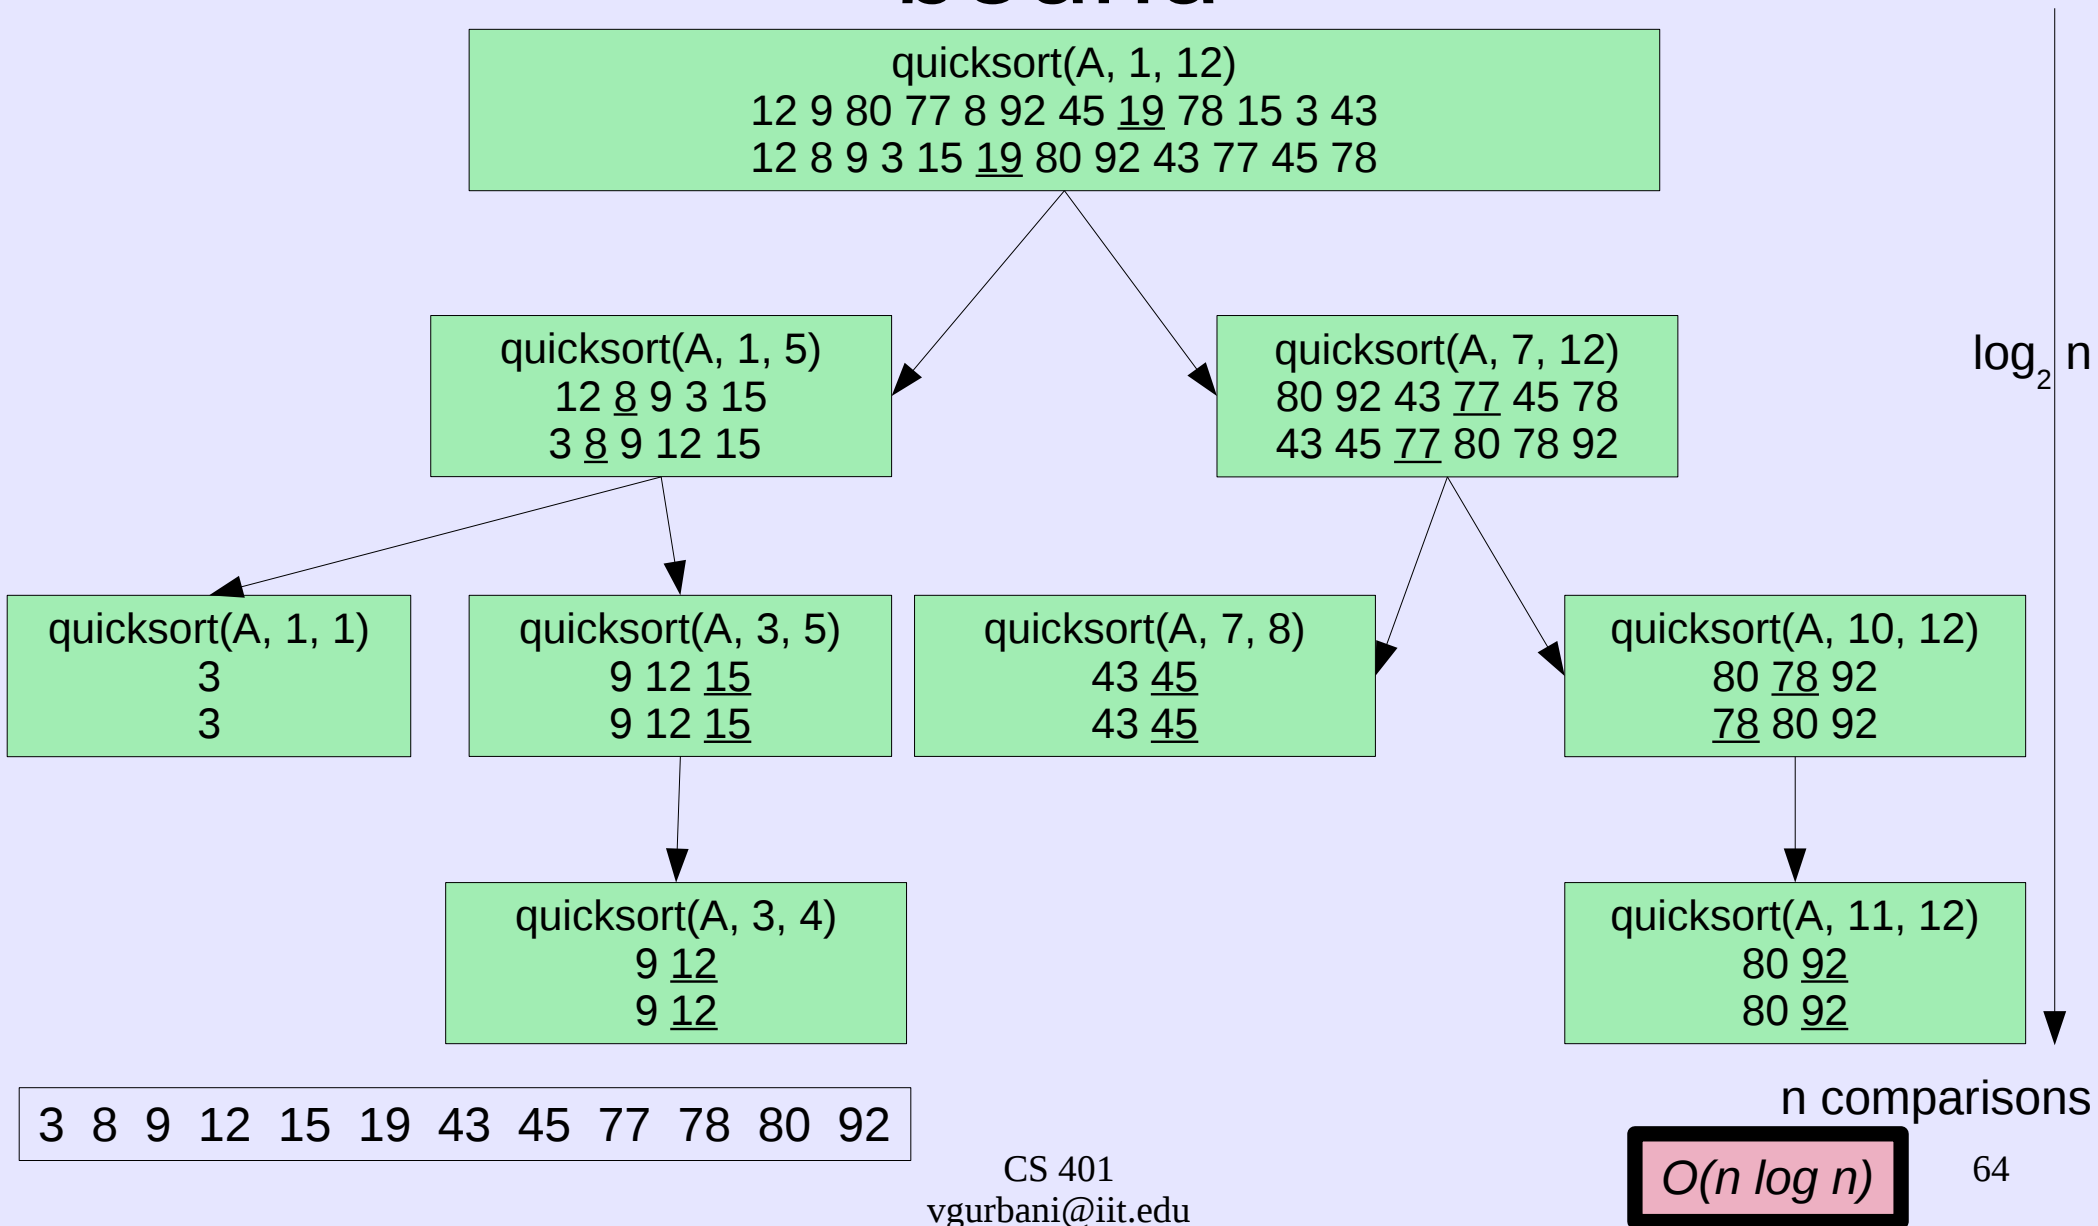 quicksort(A, 1, 12)
12 9 80 77 8 92 45 19 78 15 3 43
12 8 9 3 15 19 80 92 43 77 45 78
quicksort(A, 1, 5)
12 8 9 3 15
3 8 9 12 15
quicksort(A, 7, 12)
80 92 43 77 45 78
43 45 77 80 78 92
log2 n
quicksort(A, 1, 1)
3
3
quicksort(A, 3, 5)
9 12 15
9 12 15
quicksort(A, 7, 8)
43 45
43 45
quicksort(A, 10, 12)
80 78 92
78 80 92
quicksort(A, 3, 4)
9 12
9 12
quicksort(A, 11, 12)
80 92
80 92
3 8 9 12 15 19 43 45 77 78 80 92
n comparisons
O(n log n)
CS 401
vgurbani@iit.edu
64